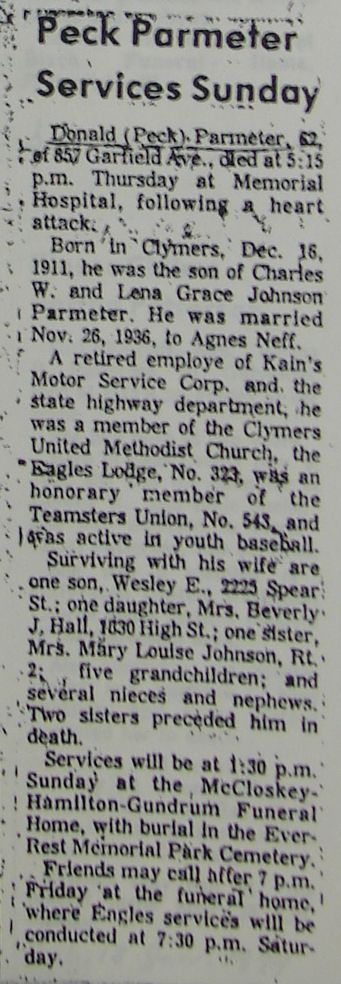 Peck Parmeter
Services Sunday
Donald (Peck) Parmeter, 62,
of 857 Garfield Ave., died at 5:15
p.m. Thursday at Memorial
Hospital, following a heart
attack.
Born in Clymers, Dec. 16,
1911, he was the son of Charles
W. and Lena Grace Johnson
Parmeter. He was married
Nov. 26, 1936, to Agnes Neff.
A retired employe of Kain's
Motor Service Corp. and the
state highway department, he
was a member of the Clymers
United Methodist Church, the
Eagles Lodge, No. 323, was an
honorary member of the
Teamsters Union, No. 543, and
was active in youth baseball.
Surviving with his wife are
one son, Wesley E., 2225 Spear
St.; one daughter, Mrs. Beverly
J. Hall, 1030 High St.; one sister,
Mrs. Mary Louise Johnson, Rt.
2; five grandchildren; and
several nieces and nephews.
Two sisters preceded him in
death.
Services will be at 1:30 p.m.
Sunday at the McCloskey-
Hamilton-Gundrum Funeral
Home, with burial in the Ever-
Rest Memorial Park Cemetery.
Friends may call after 7 p.m.
Friday at the funeral home,
where Eagles services will be
conducted at 7:30 p.m. Satur-
day.